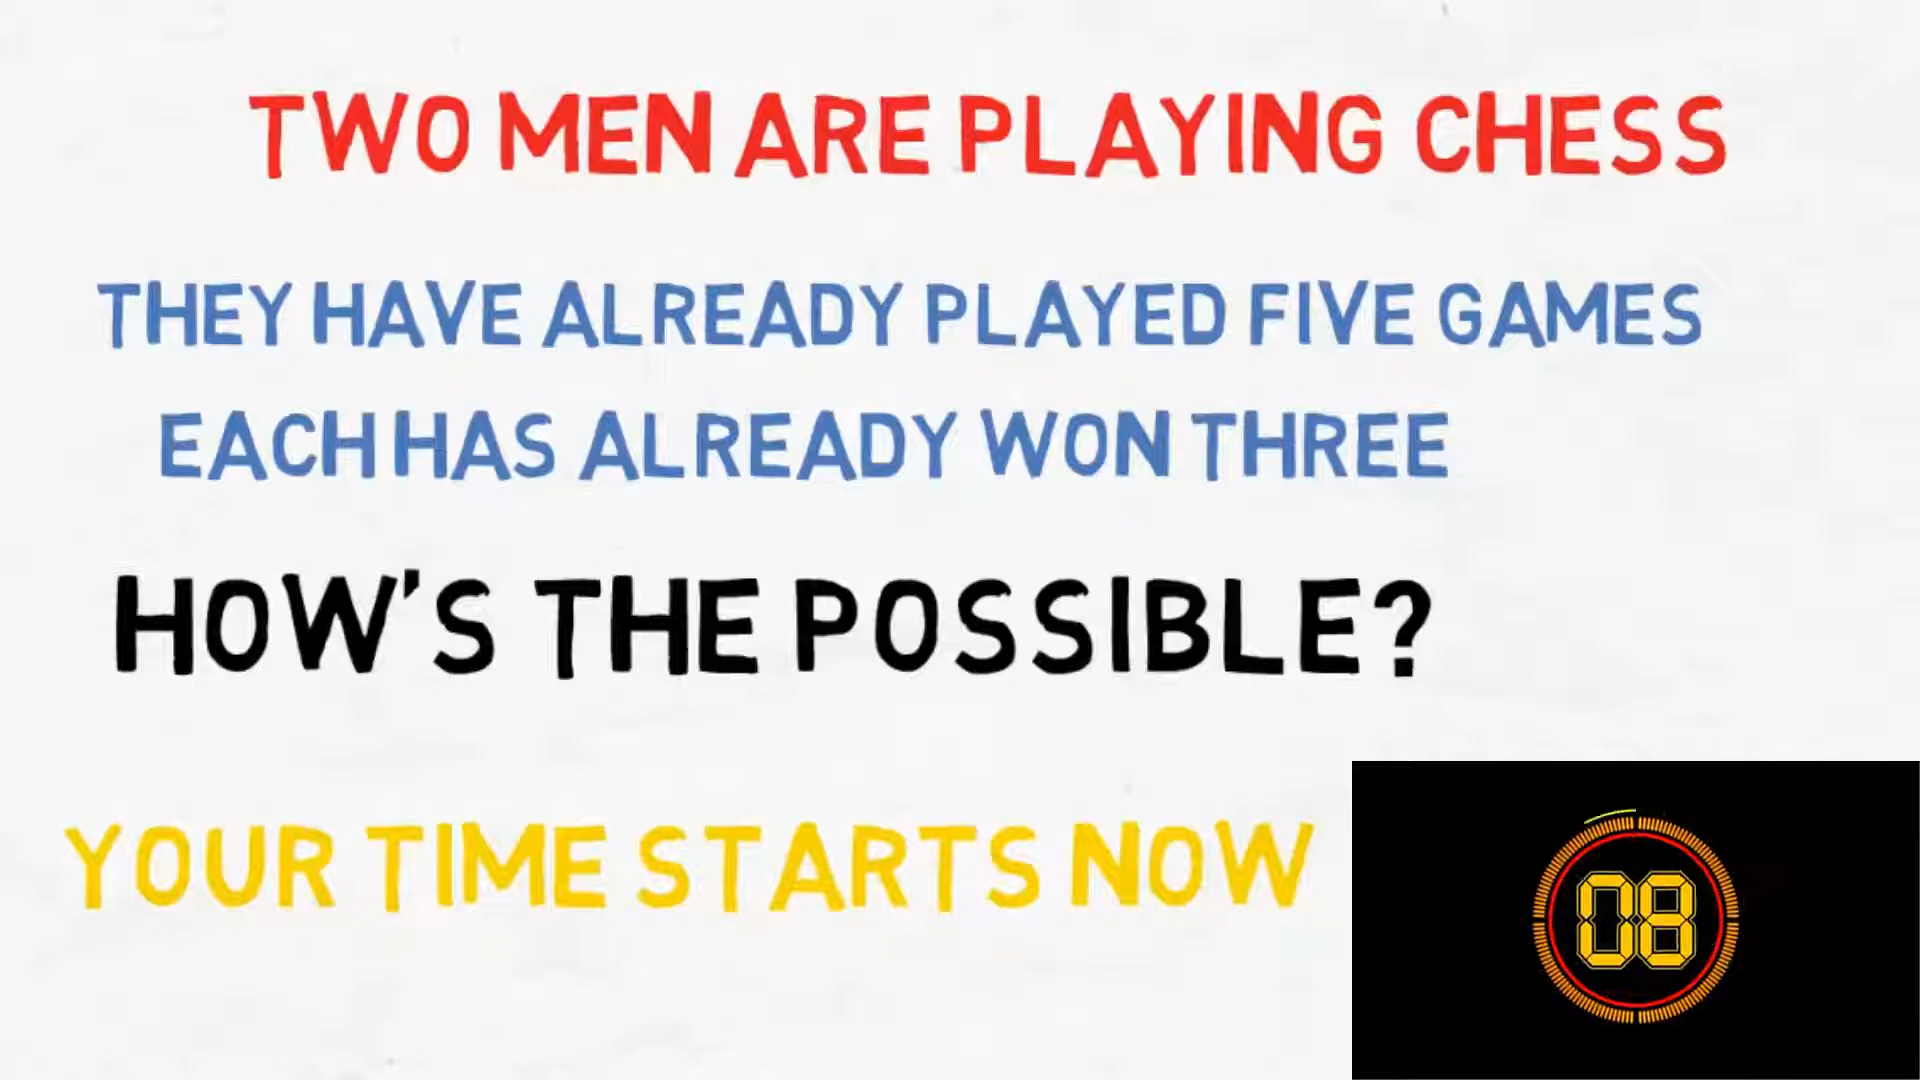 TWO MEN ARE PLAYING CHESS
THEY HAVE ALREADY PLAYED FIVE GAMES
EACH HAS ALREADY WON THREE
HOW'S THE POSSIBLE?
YOUR TIME STARTS NOW
08